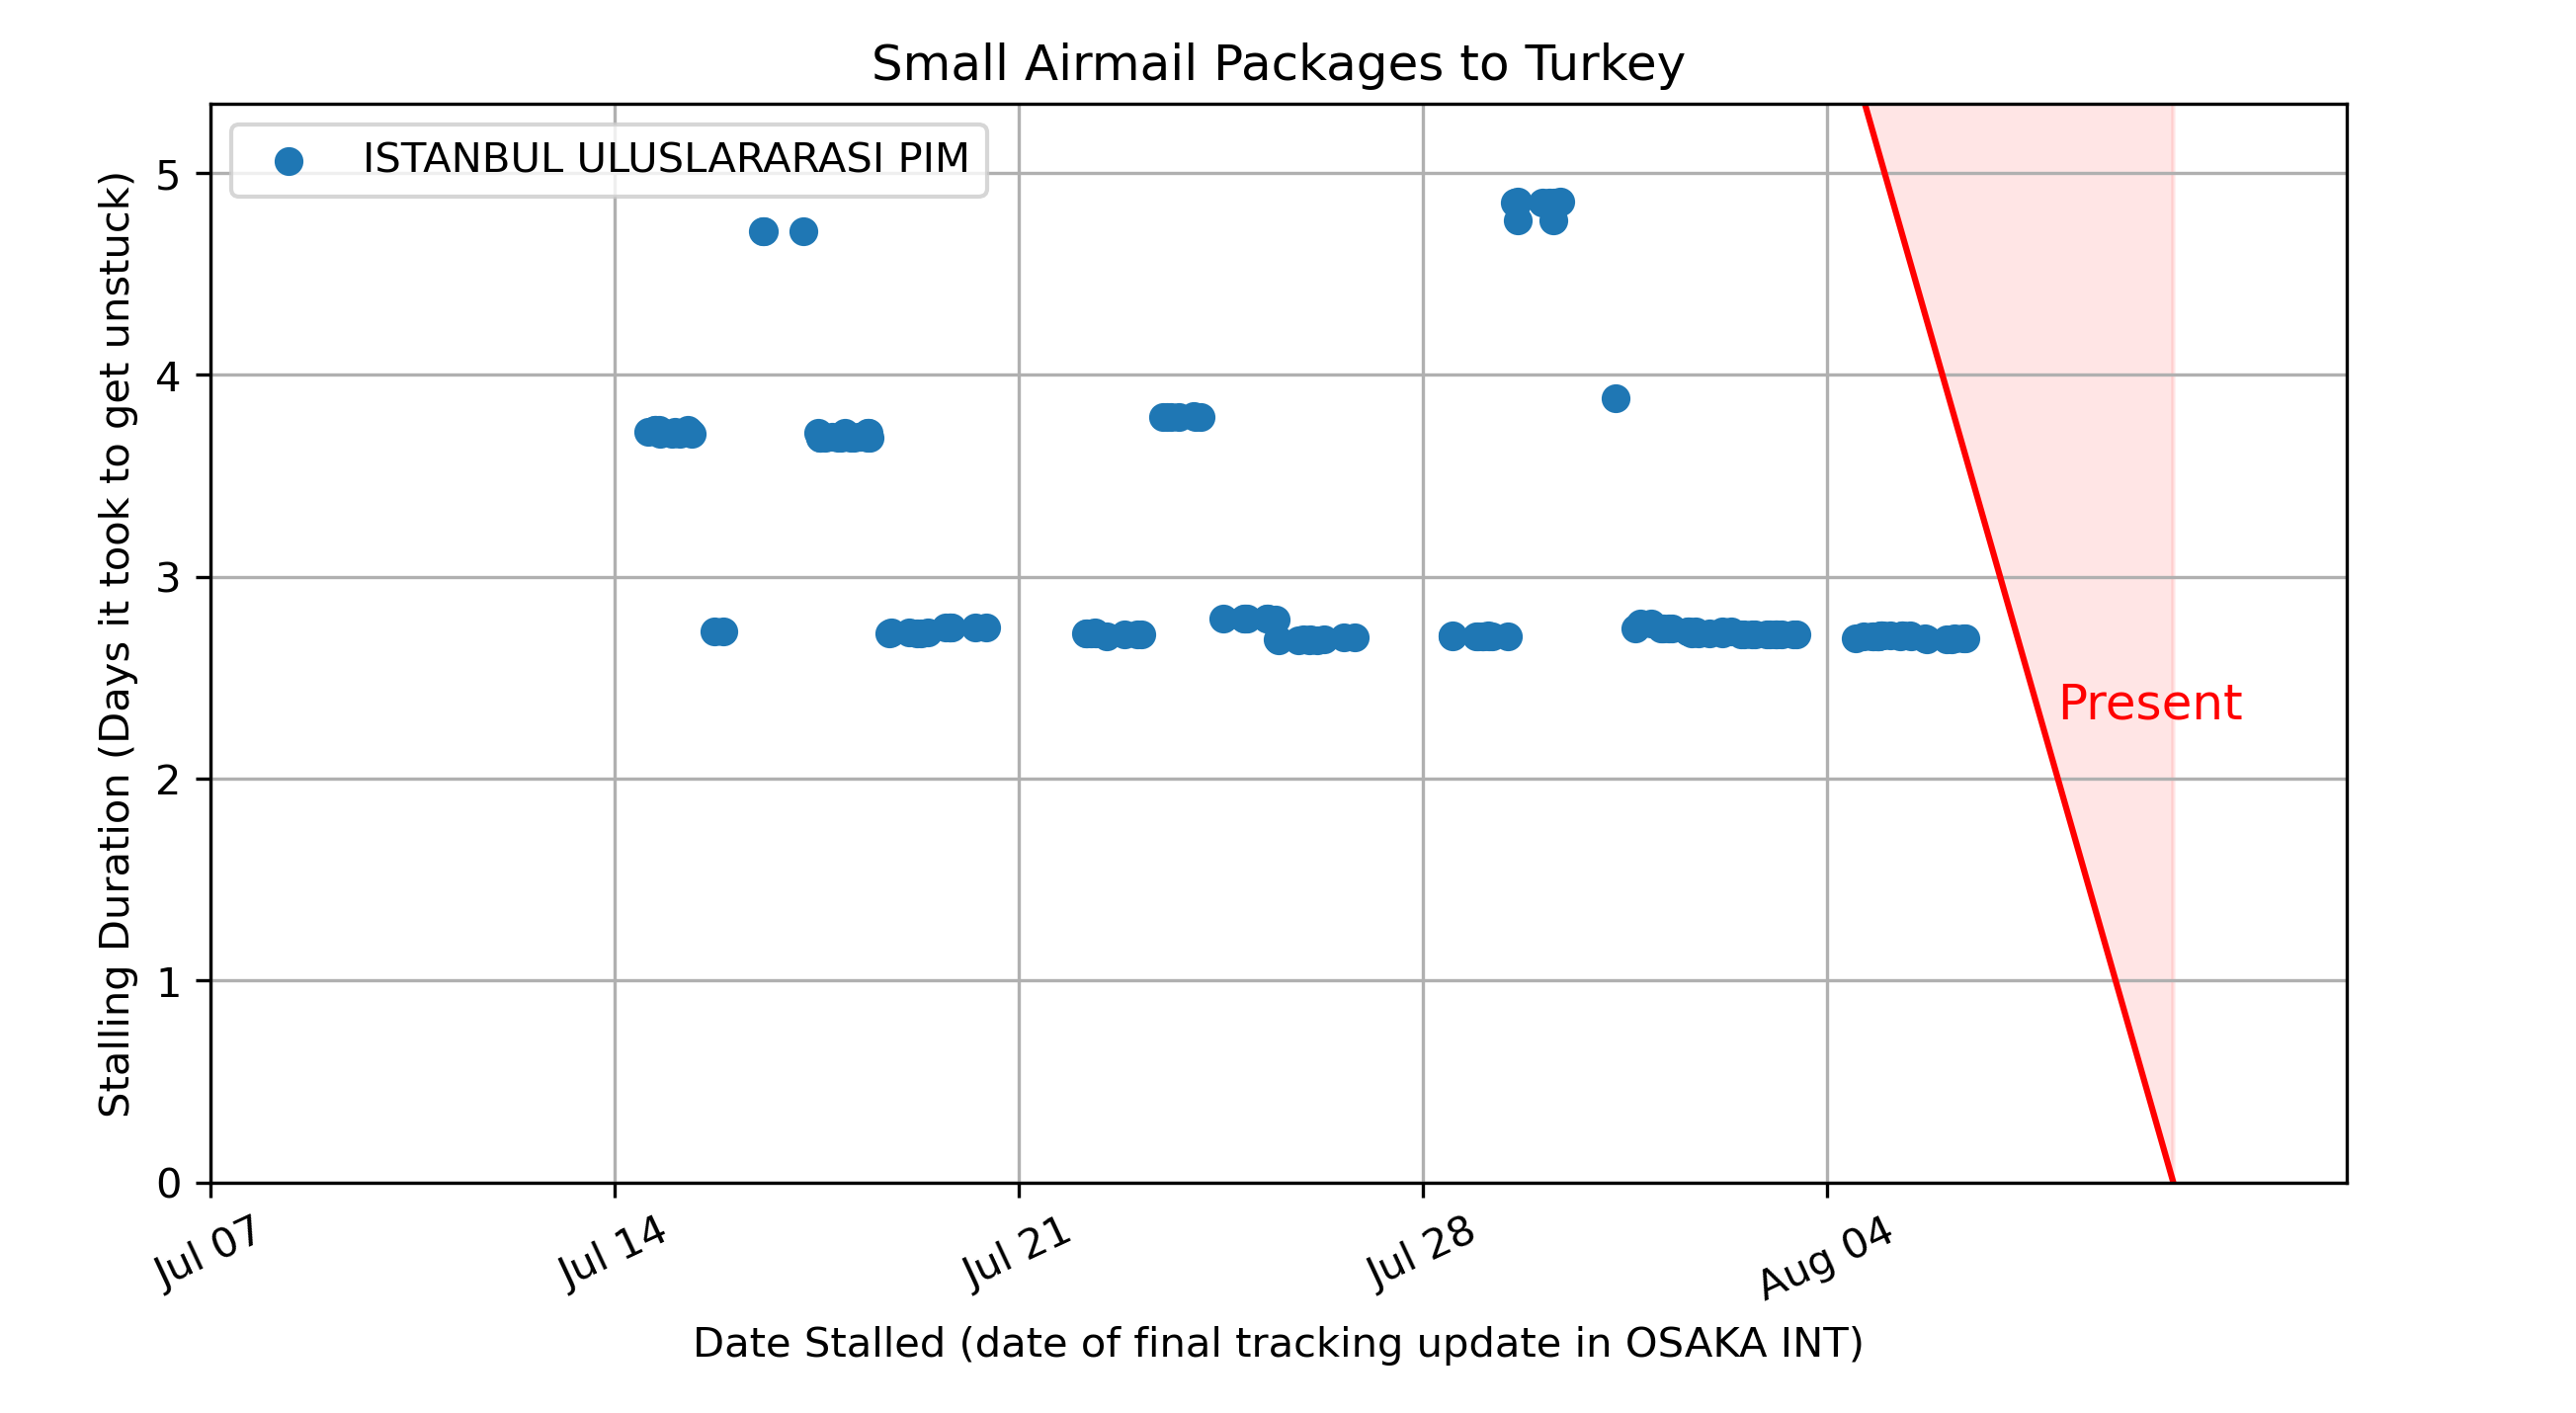 Small Airmail Packages to Turkey
ISTANBUL ULUSLARARASI PIM
Stalling Duration (Days it took to get unstuck)
5
4
3
2
1
0
Present
Jul 07
Jul 14
Jul 21
Jul 28
Aug 04
Date Stalled (date of final tracking update in OSAKA INT)